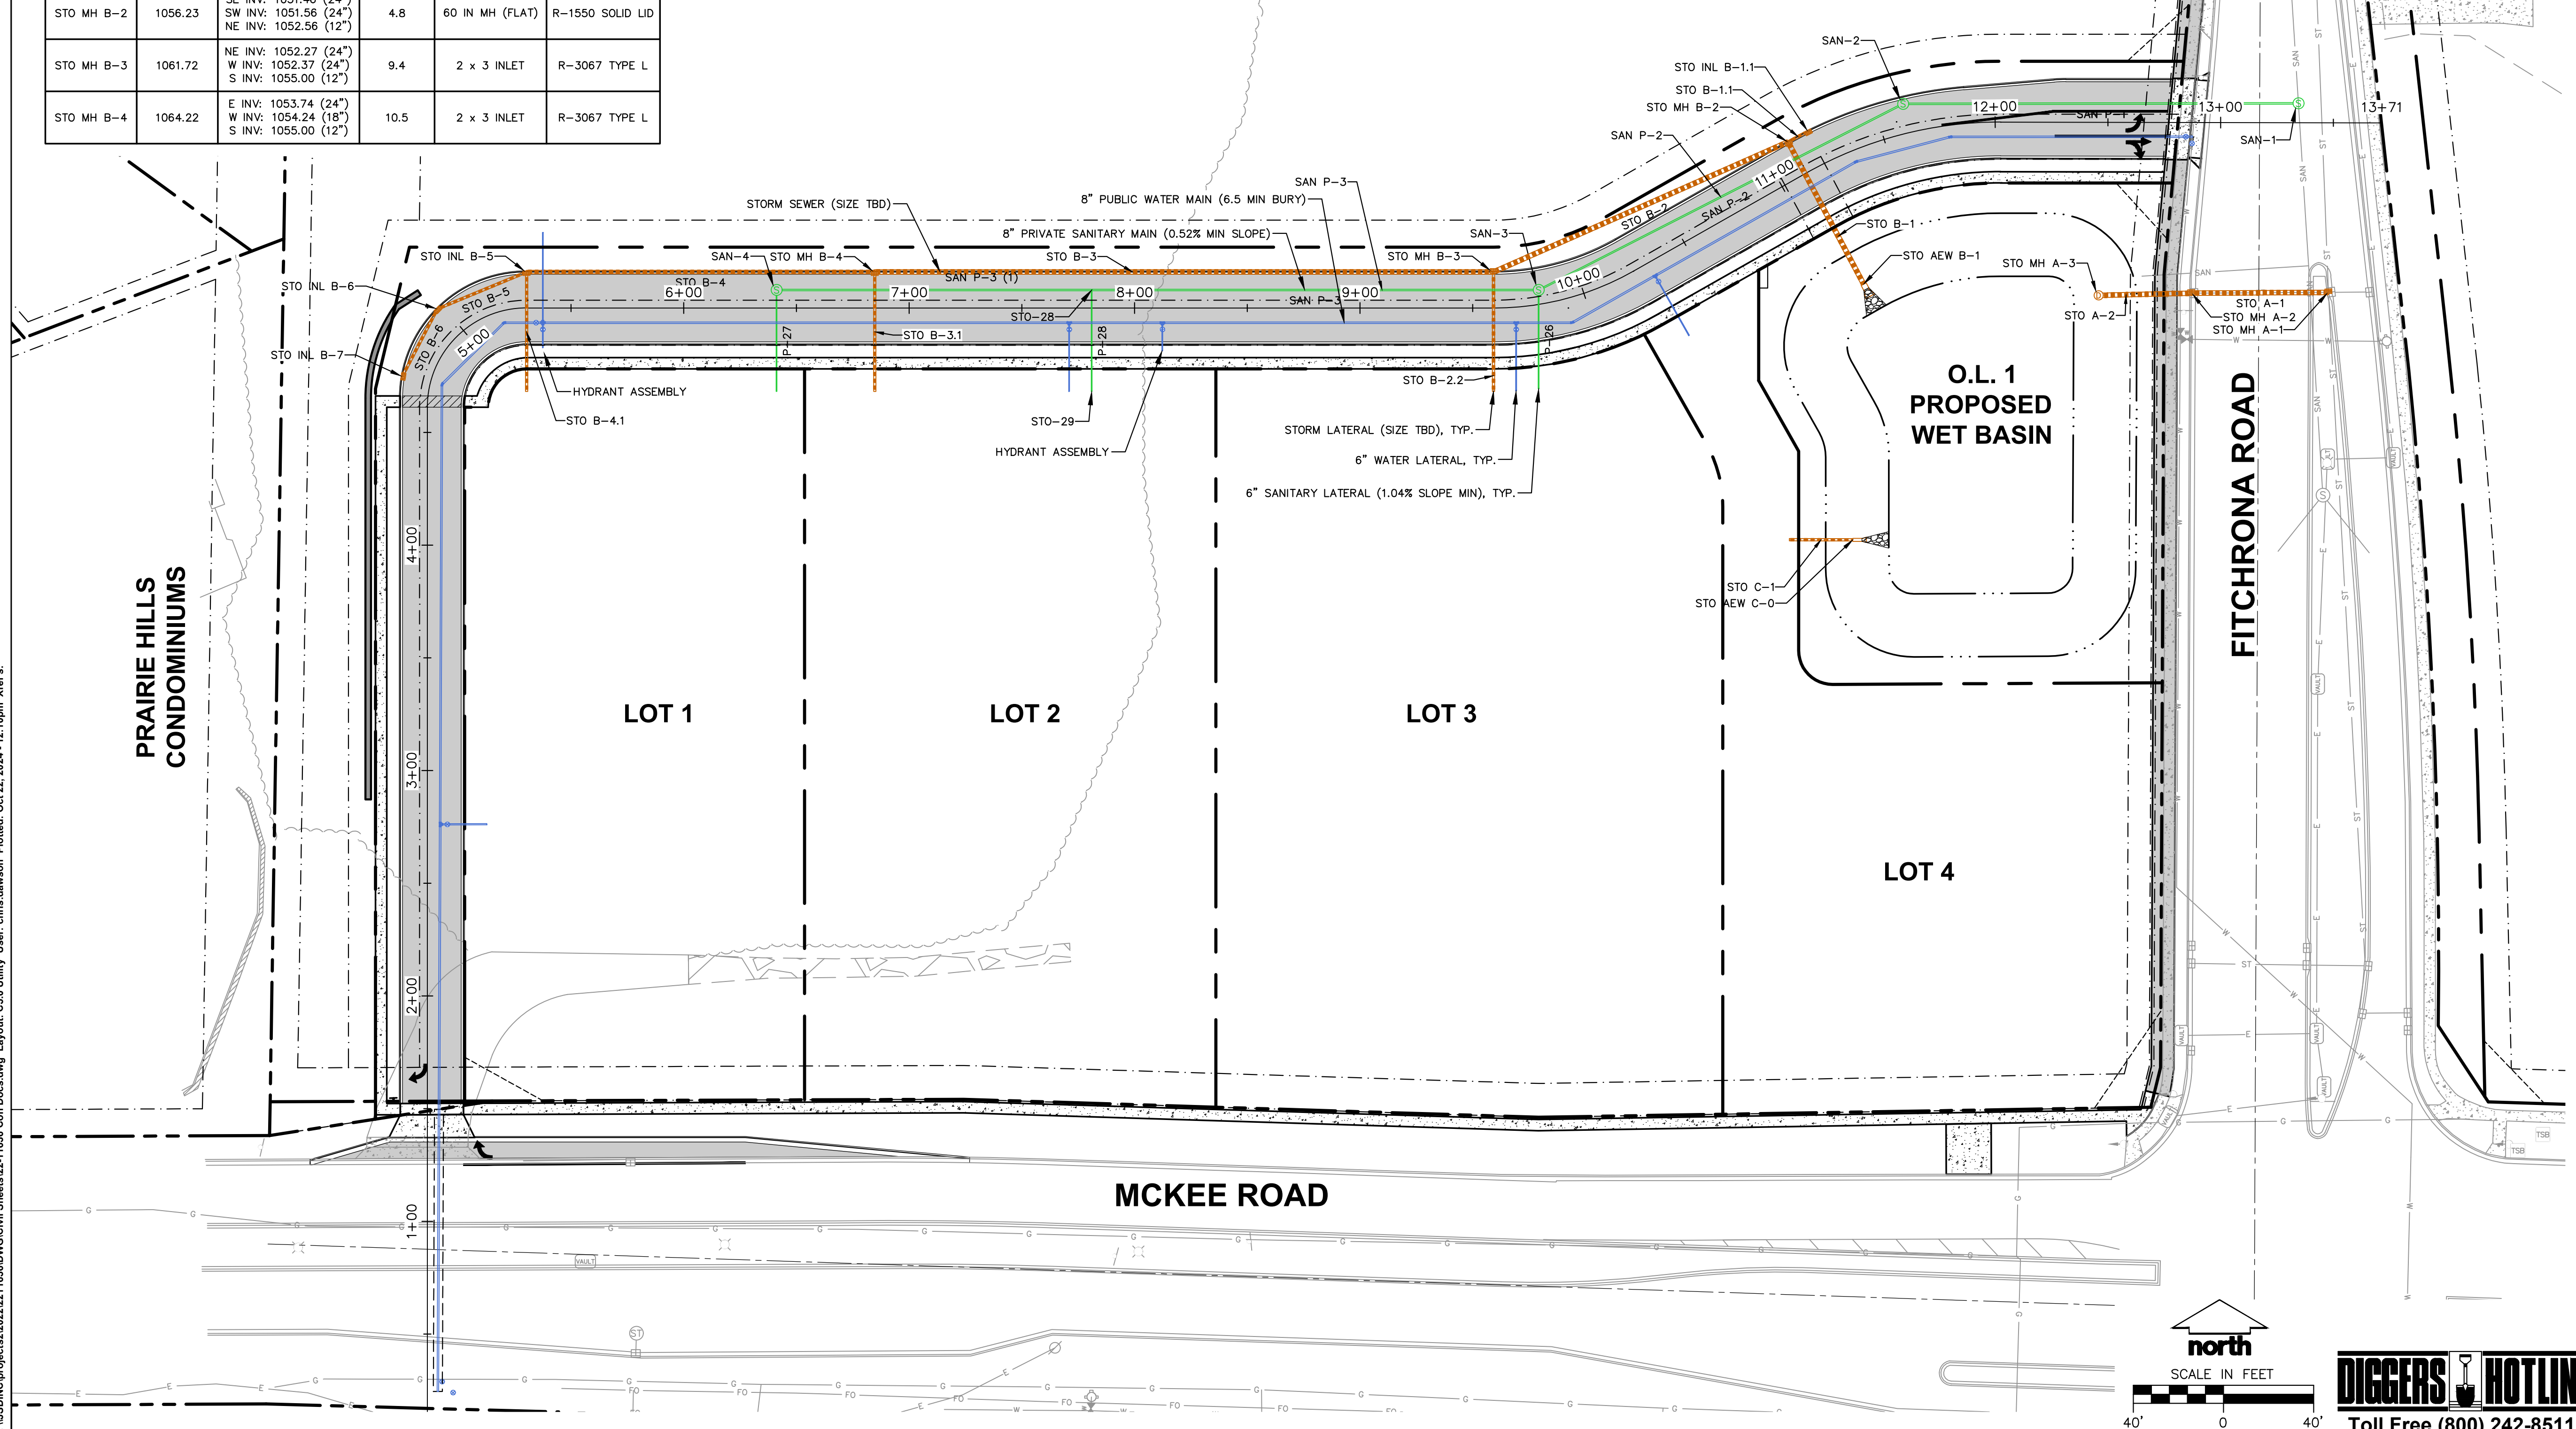 SW INV: 1051.56 (24")
STO MH B-2 1056.23 4.8 60 IN MH (FLAT) R-1550 SOLID LID
NE INV: 1052.56 (12")
NE INV: 1052.27 (24")
STO MH B-3 1061.72 W INV: 1052.37 (24") 9.4 2 x 3 INLET R-3067 TYPE L
S INV: 1055.00 (12")
E INV: 1053.74 (24")
STO MH B-4 1064.22 W INV: 1054.24 (18") 10.5 2 x 3 INLET R-3067 TYPE L
S INV: 1055.00 (12")
SAN-2
STO INL B-1.1
STO B-1.1
STO MH B-2
SAN P-2
12+00
13+00
13+71
SAN P-1
SAN-1
SAN P-3
8" PUBLIC WATER MAIN (6.5 MIN BURY)
STORM SEWER (SIZE TBD)
8" PRIVATE SANITARY MAIN (0.52% MIN SLOPE)
SAN-3
11+00
SAN P-2
STO B-2
STO B-1
STO INL B-5
SAN-4
STO MH B-4
STO B-3
STO MH B-3
STO AEW B-1
STO MH A-3
STO INL B-6
STO B-5
STO B-4
SAN P-3 (1)
6+00
7+00
8+00
9+00
10+00
SAN P-3
STO A-1
STO A-2
STO MH A-2
STO MH A-1
STO-28
STO B-3.1
STO INL B-7
STO B-6
5+00
P-27
P-28
P-26
HYDRANT ASSEMBLY
STO B-4.1
STO-29
HYDRANT ASSEMBLY
STO B-2.2
STORM LATERAL (SIZE TBD), TYP.
6" WATER LATERAL, TYP.
6" SANITARY LATERAL (1.04% SLOPE MIN), TYP.
O.L. 1
PROPOSED
WET BASIN
FITCHRONA ROAD
STO C-1
STO AEW C-0
PRAIRIE HILLS
CONDOMINIUMS
4+00
3+00
2+00
1+00
LOT 1
LOT 2
LOT 3
LOT 4
MCKEE ROAD
VAULT
ST
TSB
TSB
north
SCALE IN FEET
40' 0 40'
DIGGERS HOTLIN
Toll Free (800) 242-8511